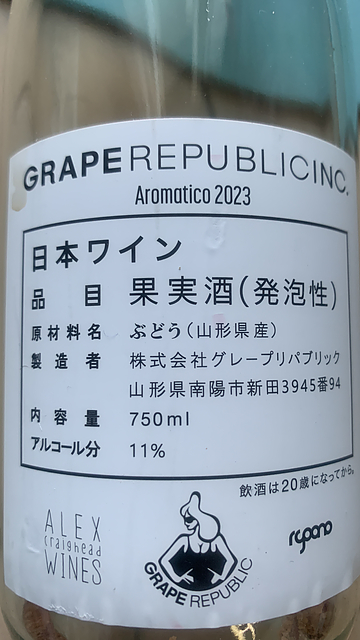 GRAPEREPUBLICINC.
Aromatico 2023
日本ワイン
品 目 果実酒(発泡性)
原材料名 ぶどう(山形県産)
製造者 株式会社グレープリパブリック
山形県南陽市新田3945番94
内容量 750ml
アルコール分 11%
飲酒は20歳になってから。
ALEX
craighead
WINES
GRAPE REPUBLIC